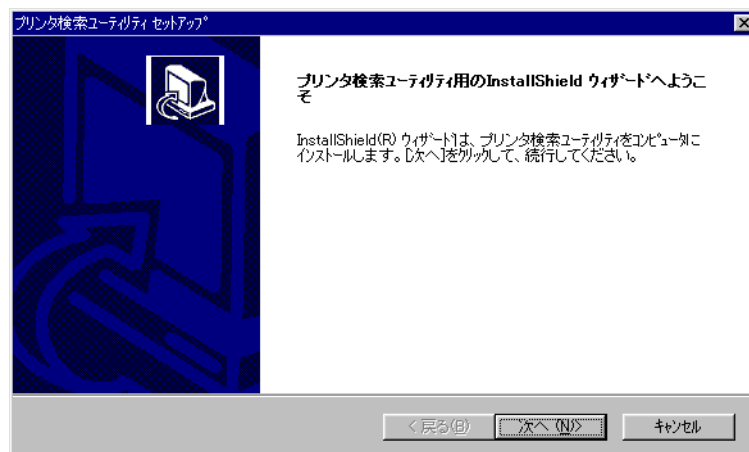 プリンタ検索ユーティリティ セットアップ
プリンタ検索ユーティリティ用のInstallShield ウィザードへようこ
そ
InstallShield(R) ウィザードは、プリンタ検索ユーティリティをコンピュータに
インストールします。[次へ]をクリックして、続行してください。
< 戻る(B)
次へ (N)>
キャンセル